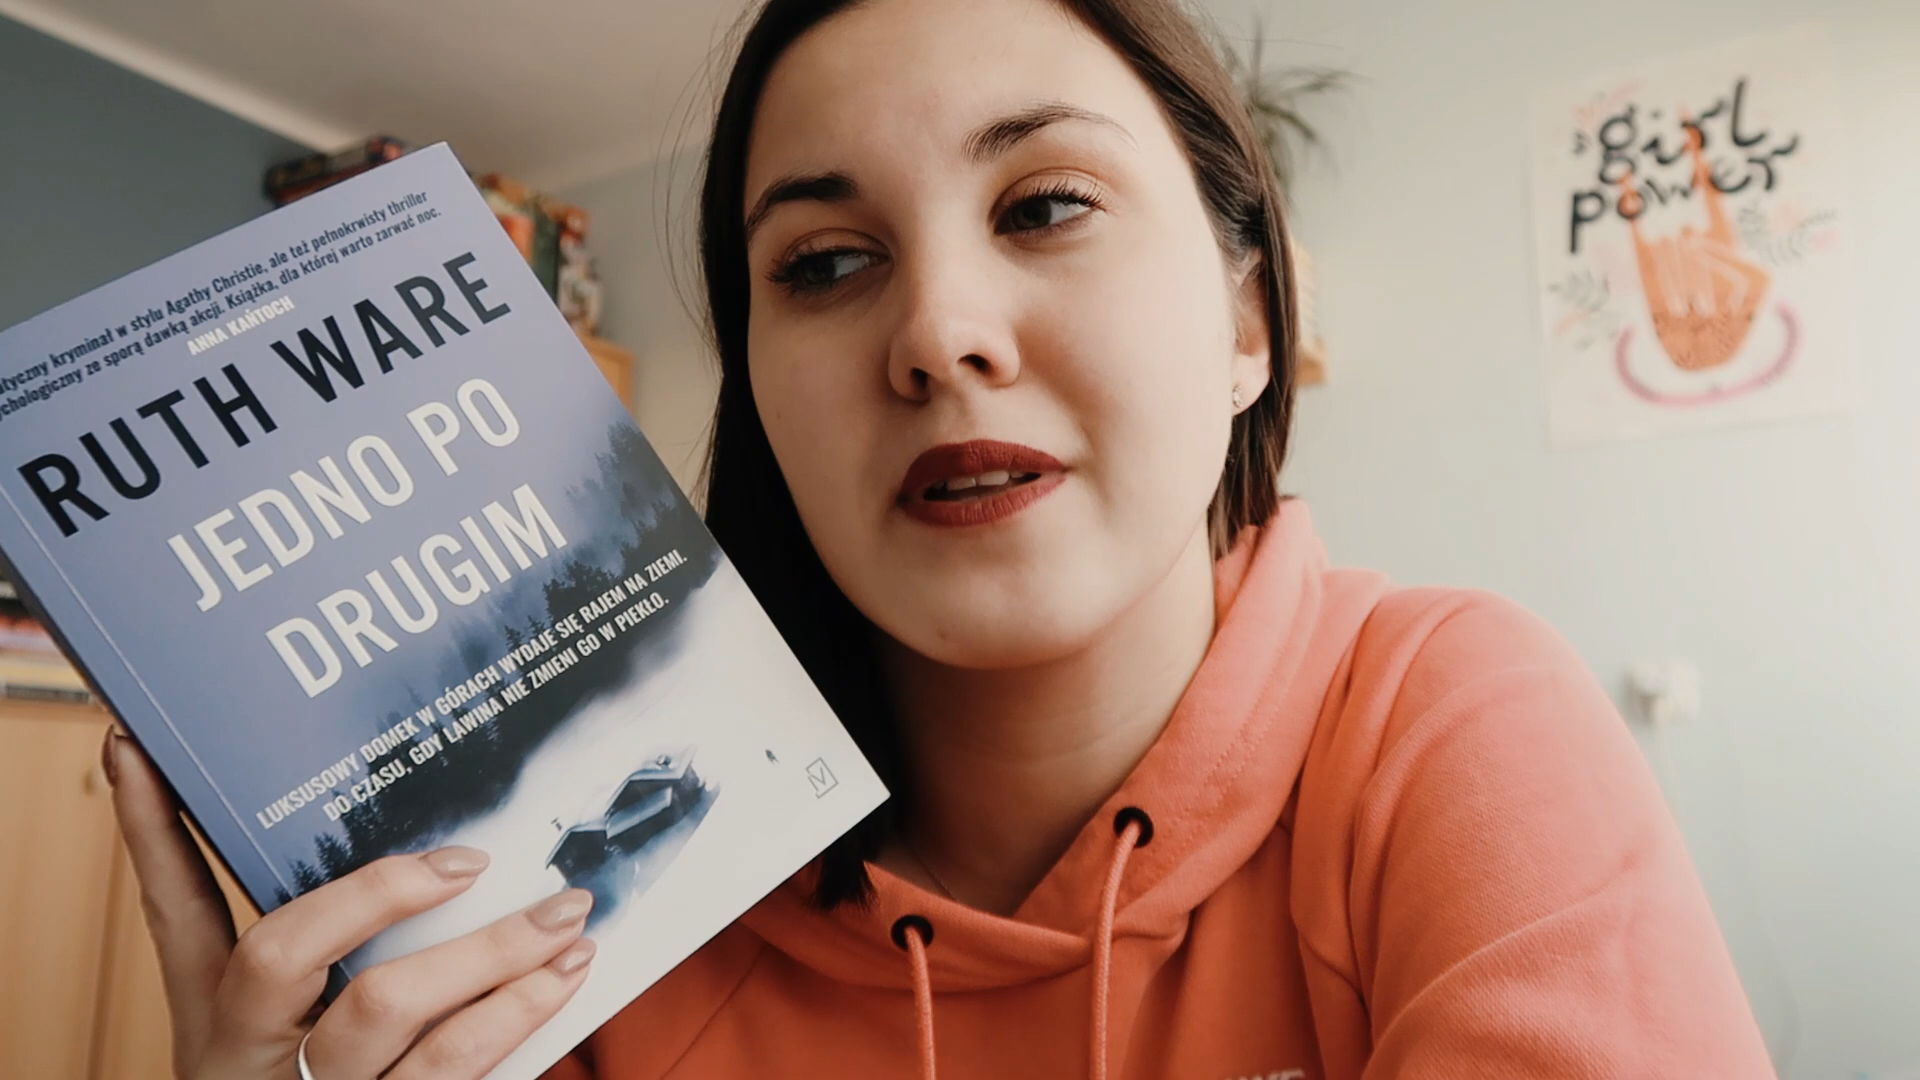 kryminał w stylu Agathy Christie, ale też pełnokrwisty thriller
ze sporą dawką akcji. Książka, dla której warto zarwać noc.
ANNA KAŃTOCH
RUTH WARE
JEDNO PO
DRUGIM
LUKSUSOWY DOMEK W GÓRACH WYDAJE SIĘ RAJEM NA ZIEMI.
DO CZASU, GDY LAWINA NIE ZMIENI GO W PIEKŁO.
girl
power